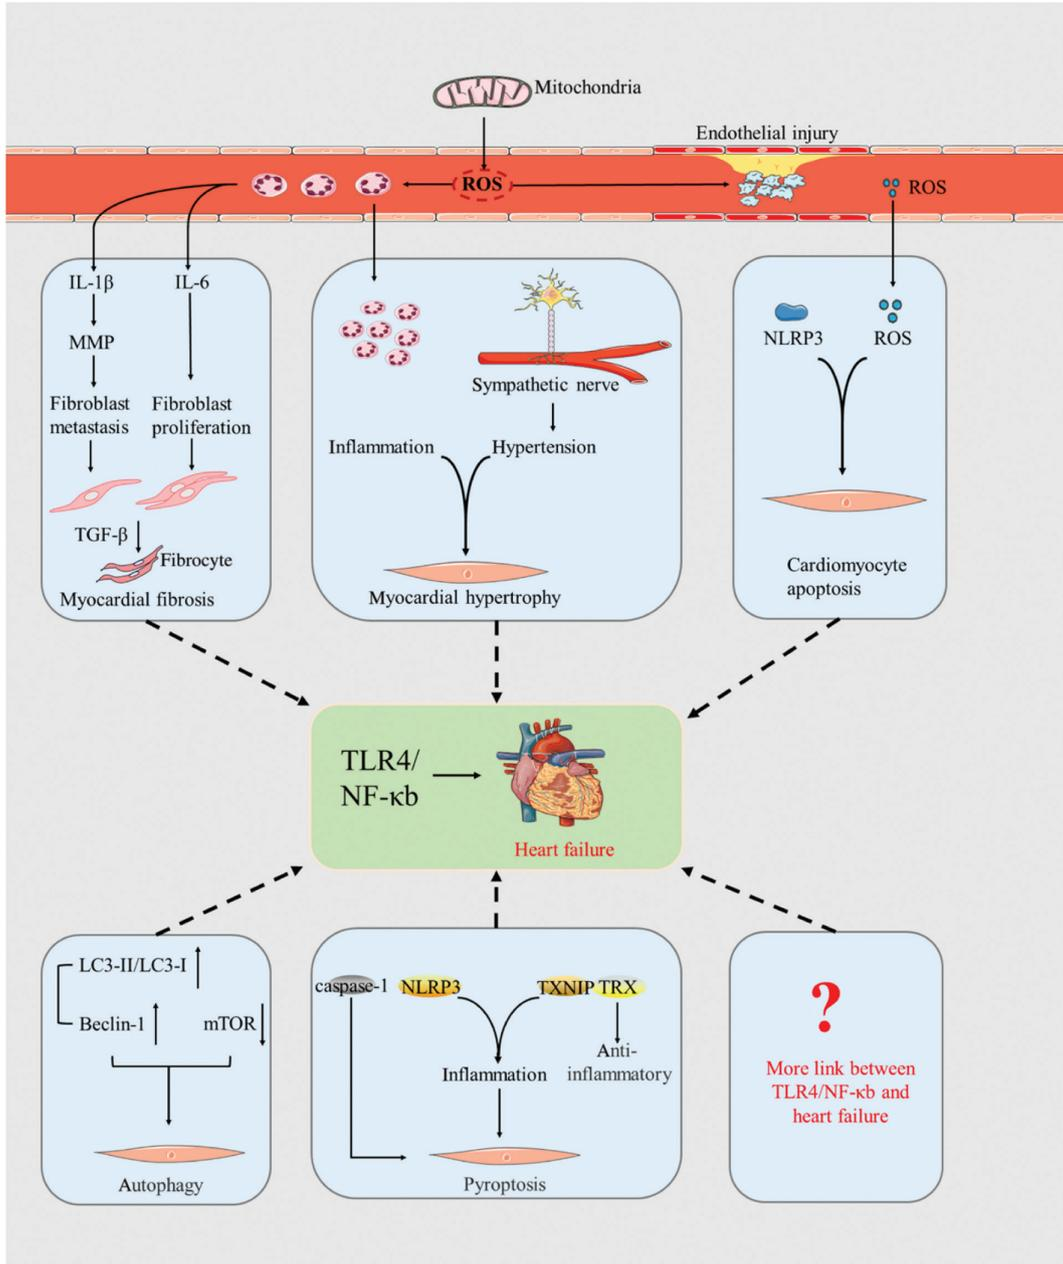 Mitochondria
Endothelial injury
ROS
ROS
IL-1β
IL-6
MMP
Fibroblast
metastasis
Fibroblast
proliferation
TGF-β
Fibrocyte
Myocardial fibrosis
Sympathetic nerve
Inflammation
Hypertension
Myocardial hypertrophy
NLRP3
ROS
Cardiomyocyte
apoptosis
TLR4/
NF-κb
Heart failure
LC3-II/LC3-I
Beclin-1
mTOR
Autophagy
caspase-1
NLRP3
TXNIP
TRX
Inflammation
Anti-
inflammatory
Pyroptosis
?
More link between
TLR4/NF-κb and
heart failure